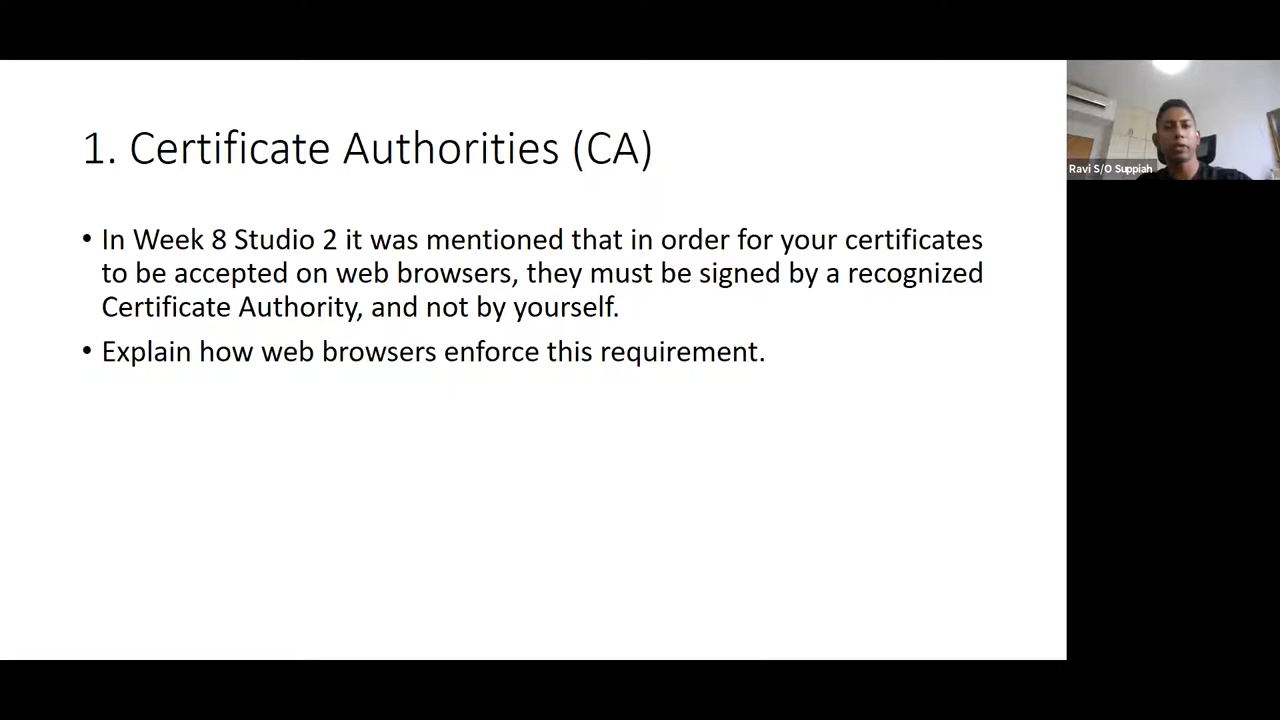 1. Certificate Authorities (CA)
• In Week 8 Studio 2 it was mentioned that in order for your certificates
to be accepted on web browsers, they must be signed by a recognized
Certificate Authority, and not by yourself.
• Explain how web browsers enforce this requirement.
Ravi S/O Suppiah